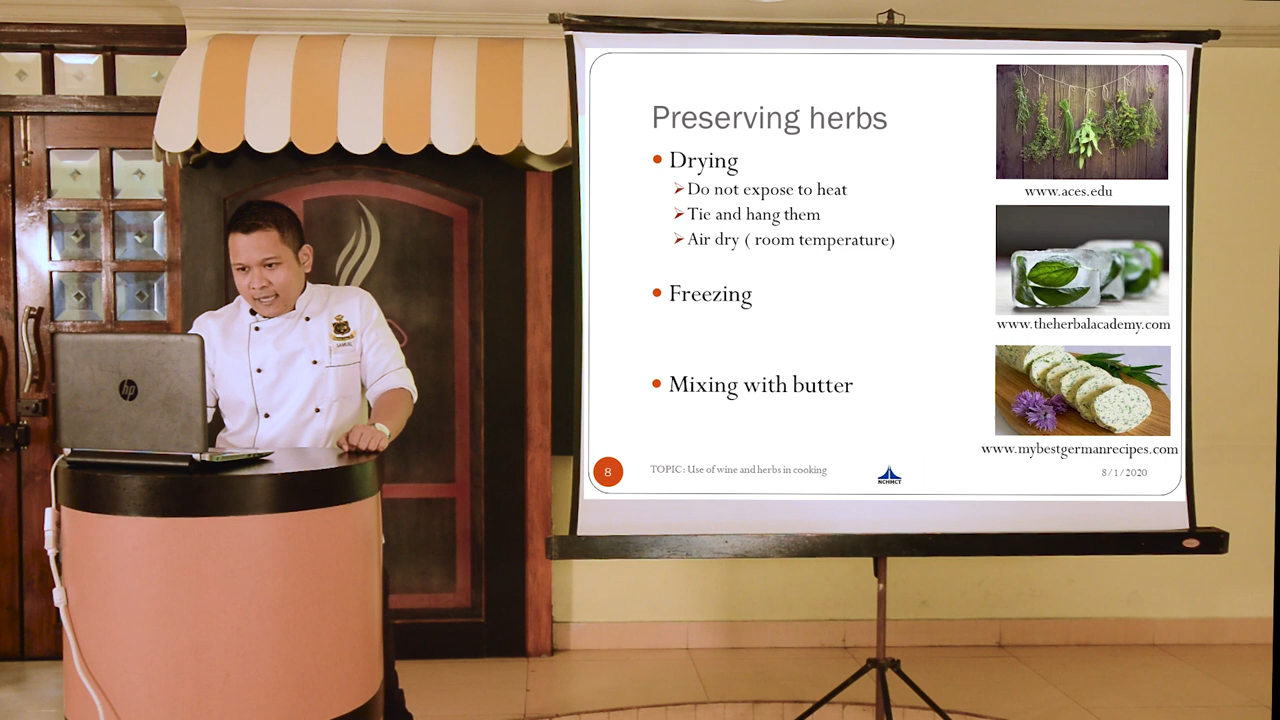 Preserving herbs
• Drying
➢Do not expose to heat
➢Tie and hang them
➢Air dry ( room temperature)
• Freezing
• Mixing with butter
www.aces.edu
www.theherbalacademy.com
www.mybestgermanrecipes.com
8
TOPIC: Use of wine and herbs in cooking
NCHMCT
8/1/2020
hp
SAMUEL